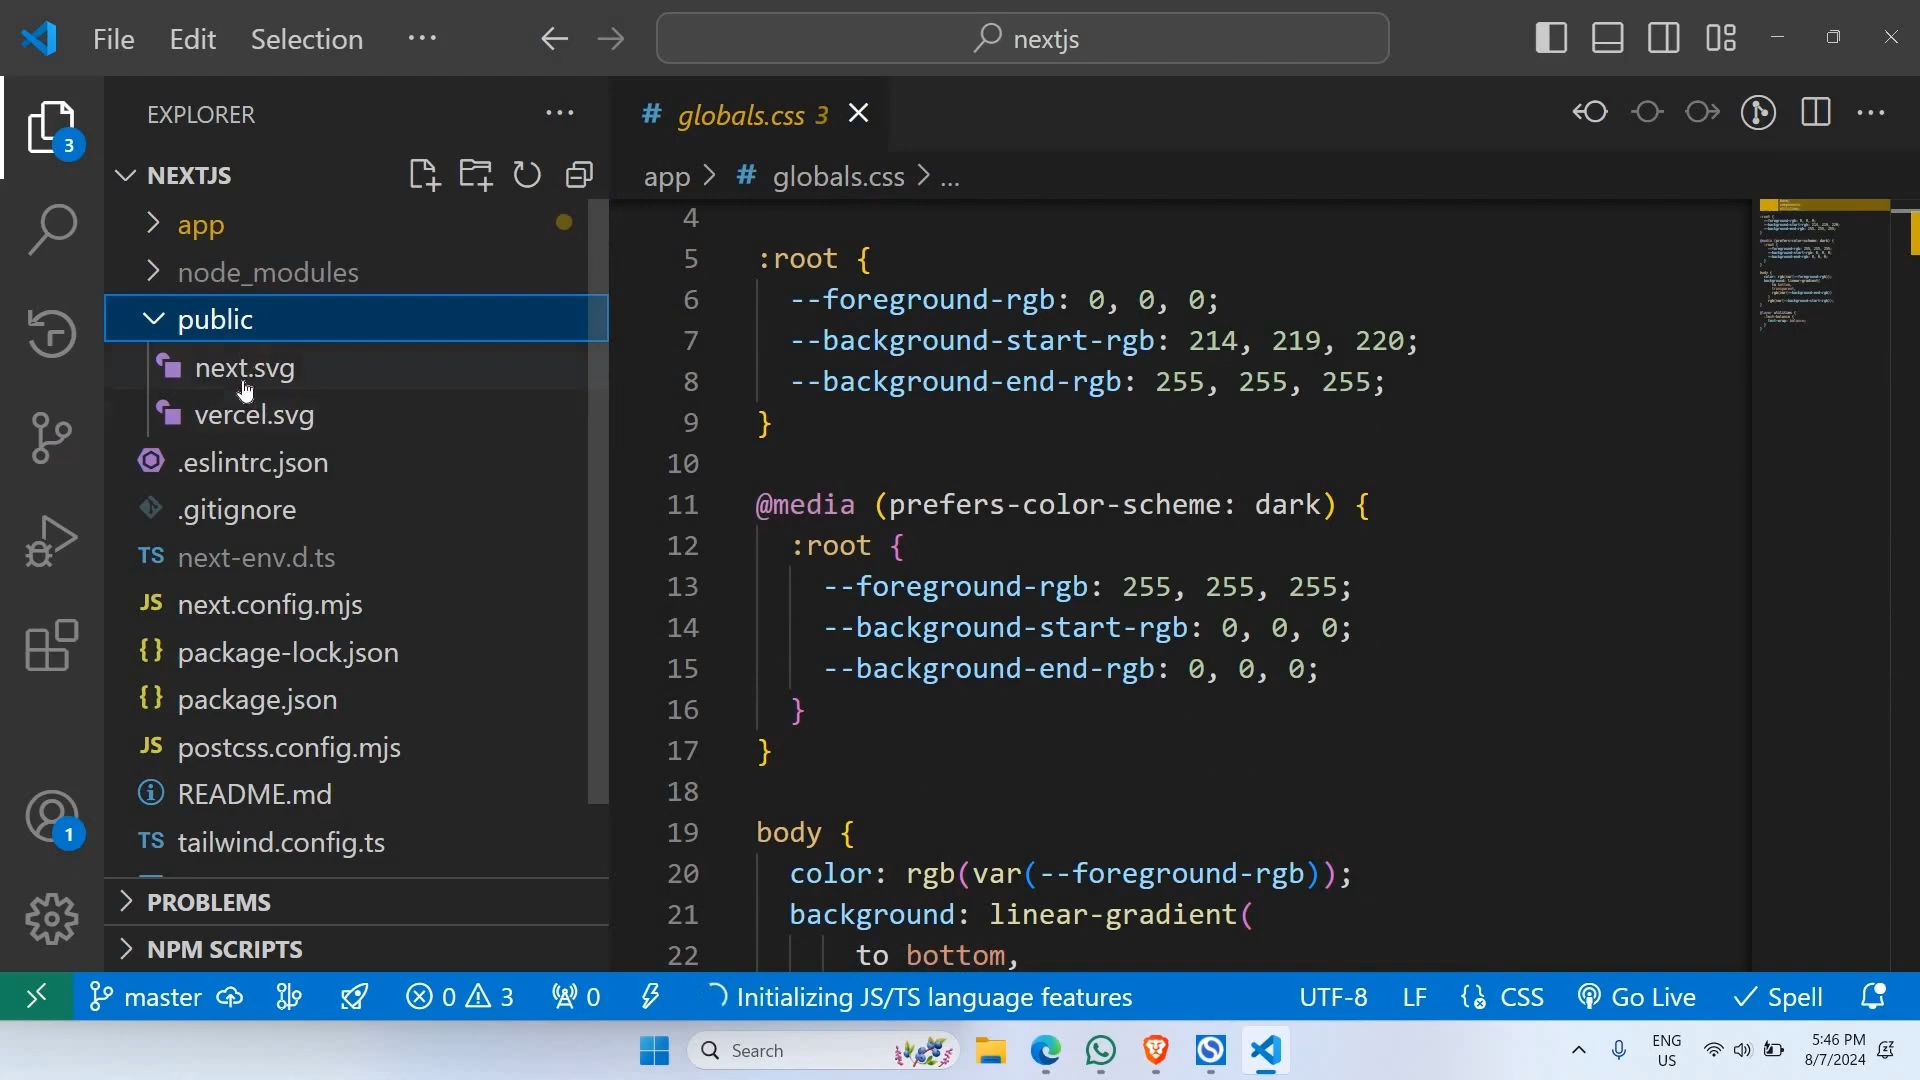 File Edit Selection ...
nextjs
EXPLORER
3
NEXTJS
app
node_modules
public
next.svg
vercel.svg
.eslintrc.json
.gitignore
TS next-env.d.ts
JS next.config.mjs
{} package-lock.json
{} package.json
JS postcss.config.mjs
README.md
TS tailwind.config.ts
1
PROBLEMS
NPM SCRIPTS
# globals.css 3
app > # globals.css > ...
4
5 :root {
6 --foreground-rgb: 0, 0, 0;
7 --background-start-rgb: 214, 219, 220;
8 --background-end-rgb: 255, 255, 255;
9 }
10
11 @media (prefers-color-scheme: dark) {
12 :root {
13 --foreground-rgb: 255, 255, 255;
14 --background-start-rgb: 0, 0, 0;
15 --background-end-rgb: 0, 0, 0;
16 }
17 }
18
19 body {
20 color: rgb(var(--foreground-rgb));
21 background: linear-gradient(
22 to bottom,
master 0 3 0 Initializing JS/TS language features UTF-8 LF CSS Go Live Spell
Search
ENG
US
5:46 PM
8/7/2024